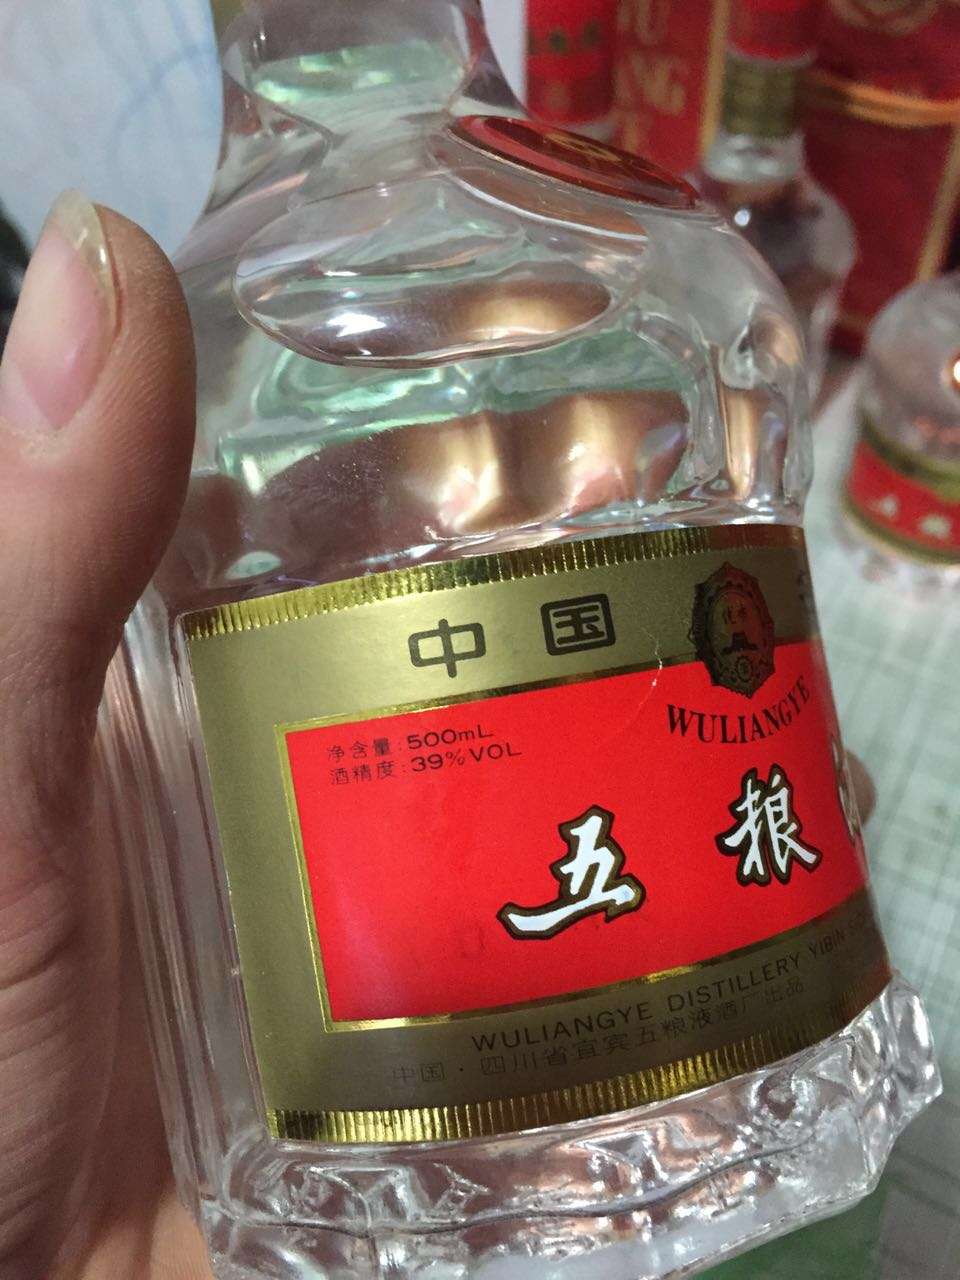 中国
WULIANGYE
净含量:500mL
酒精度:39%VOL
五粮
WULIANGYE DISTILLERY YIBIN
中国·四川省宜宾五粮液酒厂出品